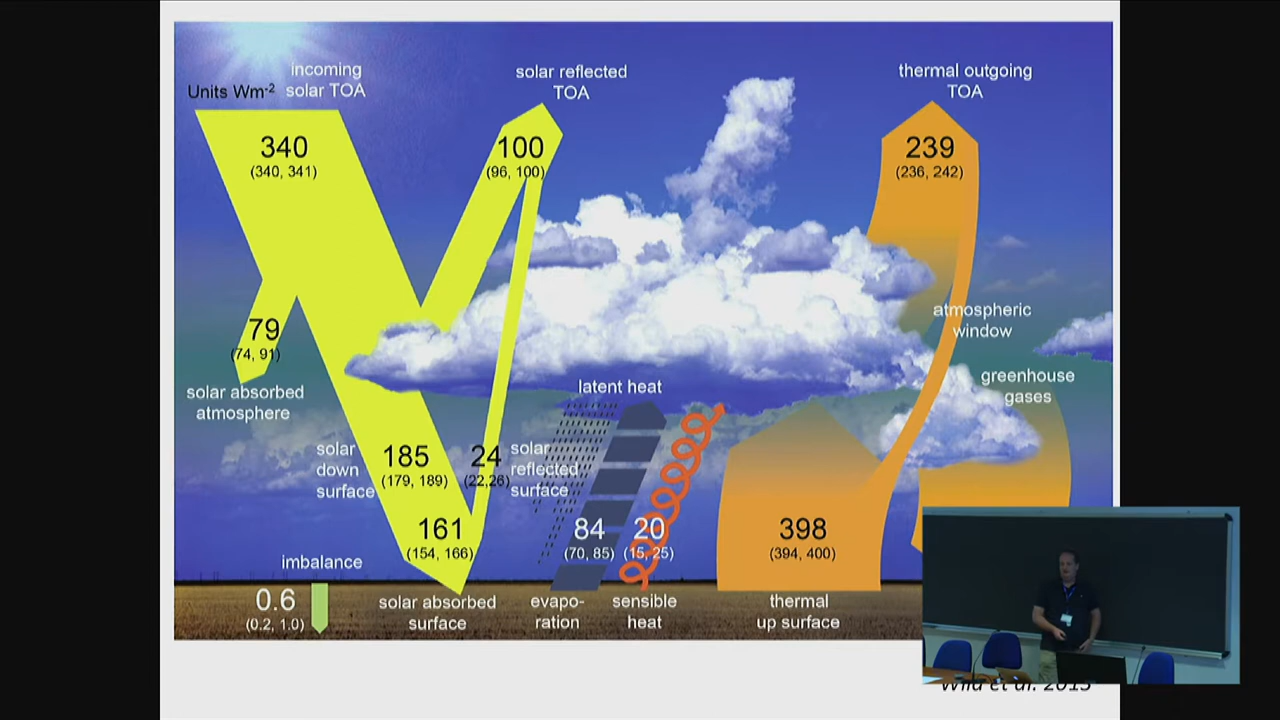 Units Wm-2
incoming
solar TOA
solar reflected
TOA
thermal outgoing
TOA
340
(340, 341)
100
(96, 100)
239
(236, 242)
79
(74, 91)
solar absorbed
atmosphere
atmospheric
window
greenhouse
gases
latent heat
solar
down
surface
185
(179, 189)
24
(22,26)
solar
reflected
surface
161
(154, 166)
84
(70, 85)
20
(15, 25)
398
(394, 400)
imbalance
0.6
(0.2, 1.0)
solar absorbed
surface
evapo-
ration
sensible
heat
thermal
up surface
et al.